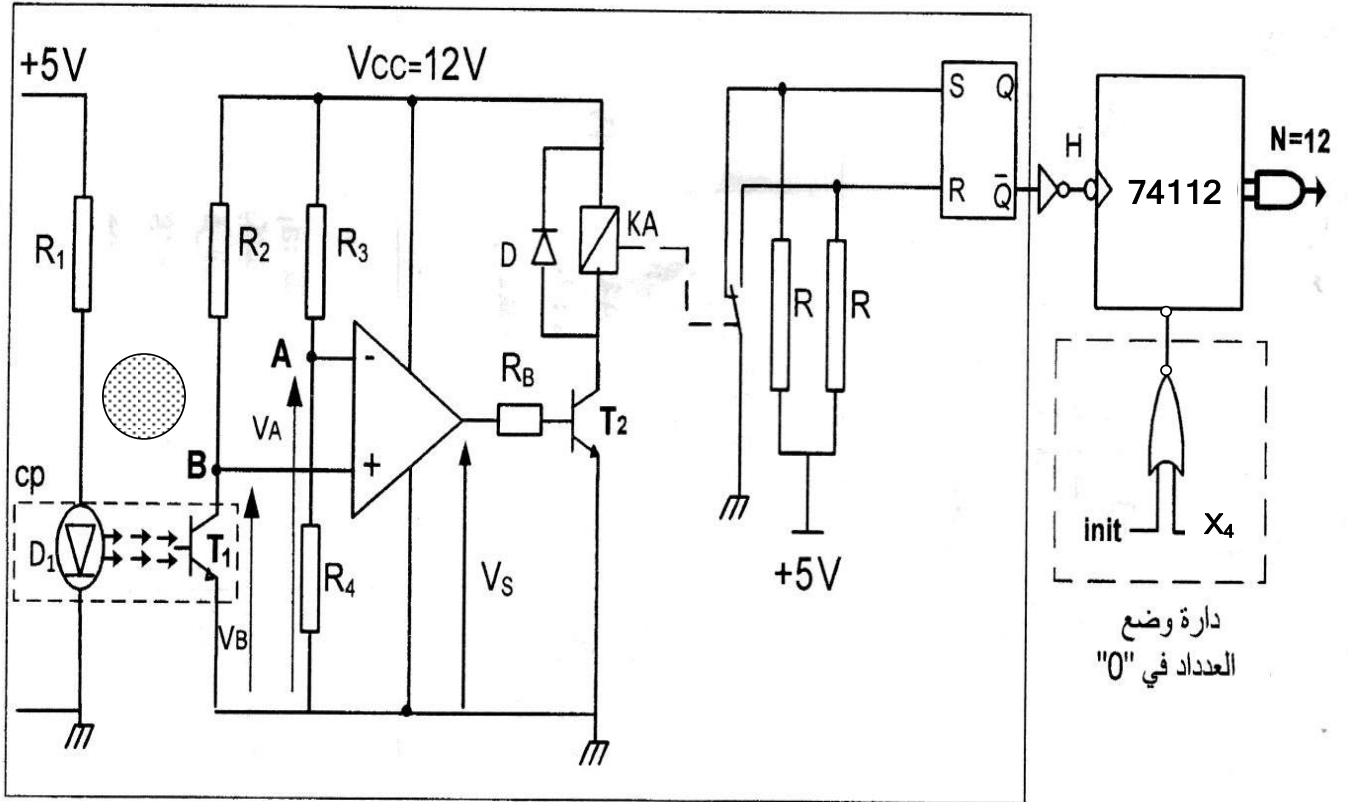 +5V
Vcc=12V
R1
R2
R3
D
KA
A
-
RB
T2
VA
B
+
cp
D1
T1
R4
VB
VS
S Q
R Q̄
R R
+5V
H
74112
N=12
init X4
دارة وضع
العدداد في "0"